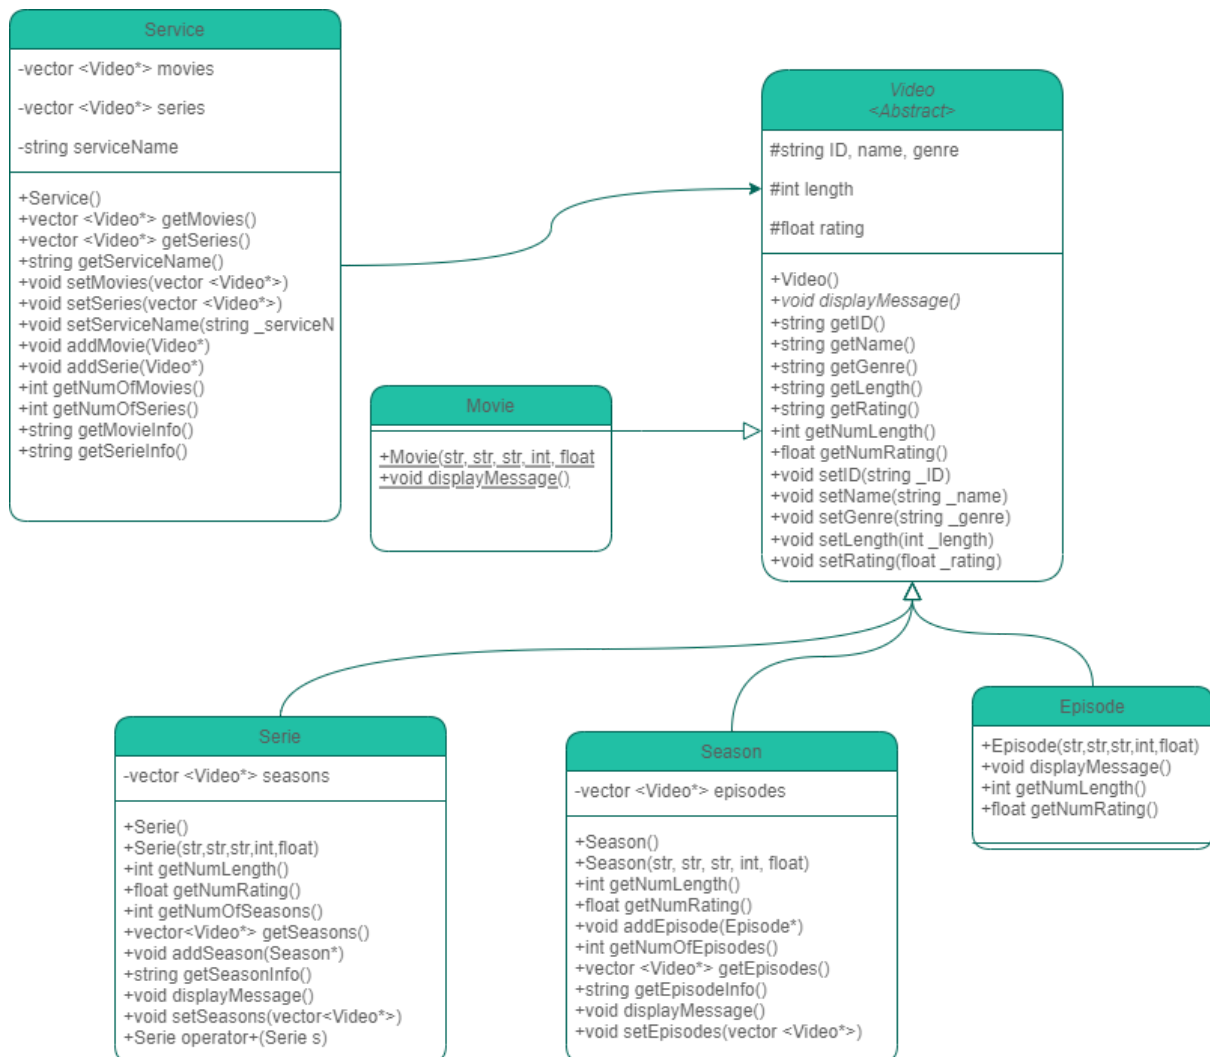 Service
-vector <Video*> movies
-vector <Video*> series
-string serviceName
+Service()
+vector <Video*> getMovies()
+vector <Video*> getSeries()
+string getServiceName()
+void setMovies(vector <Video*>)
+void setSeries(vector <Video*>)
+void setServiceName(string _serviceN
+void addMovie(Video*)
+void addSerie(Video*)
+int getNumOfMovies()
+int getNumOfSeries()
+string getMovieInfo()
+string getSerieInfo()
Video
<Abstract>
#string ID, name, genre
#int length
#float rating
+Video()
+void displayMessage()
+string getID()
+string getName()
+string getGenre()
+string getLength()
+string getRating()
+int getNumLength()
+float getNumRating()
+void setID(string _ID)
+void setName(string _name)
+void setGenre(string _genre)
+void setLength(int _length)
+void setRating(float _rating)
Movie
+Movie(str, str, str, int, float
+void displayMessage()
Serie
-vector <Video*> seasons
+Serie()
+Serie(str,str,str,int,float)
+int getNumLength()
+float getNumRating()
+int getNumOfSeasons()
+vector<Video*> getSeasons()
+void addSeason(Season*)
+string getSeasonInfo()
+void displayMessage()
+void setSeasons(vector<Video*>)
+Serie operator+(Serie s)
Season
-vector <Video*> episodes
+Season()
+Season(str, str, str, int, float)
+int getNumLength()
+float getNumRating()
+void addEpisode(Episode*)
+int getNumOfEpisodes()
+vector <Video*> getEpisodes()
+string getEpisodeInfo()
+void displayMessage()
+void setEpisodes(vector <Video*>)
Episode
+Episode(str,str,str,int,float)
+void displayMessage()
+int getNumLength()
+float getNumRating()